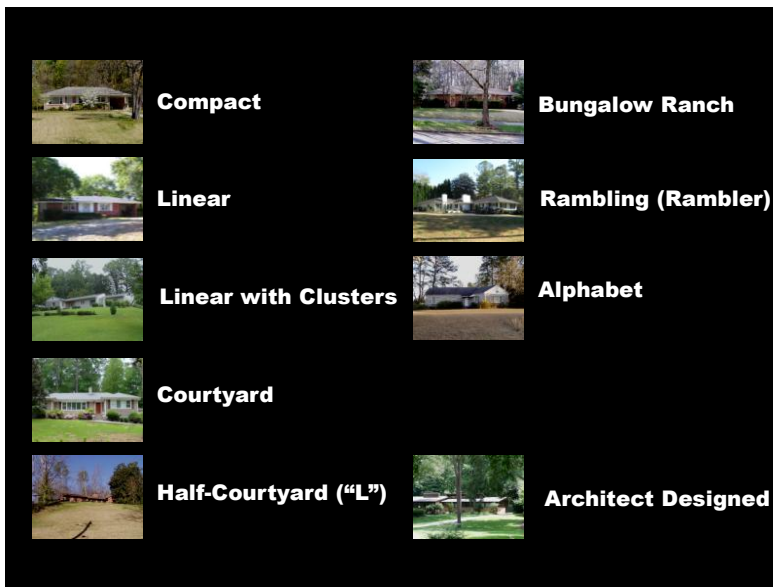 Compact
Linear
Linear with Clusters
Courtyard
Half-Courtyard (“L”)
Bungalow Ranch
Rambling (Rambler)
Alphabet
Architect Designed